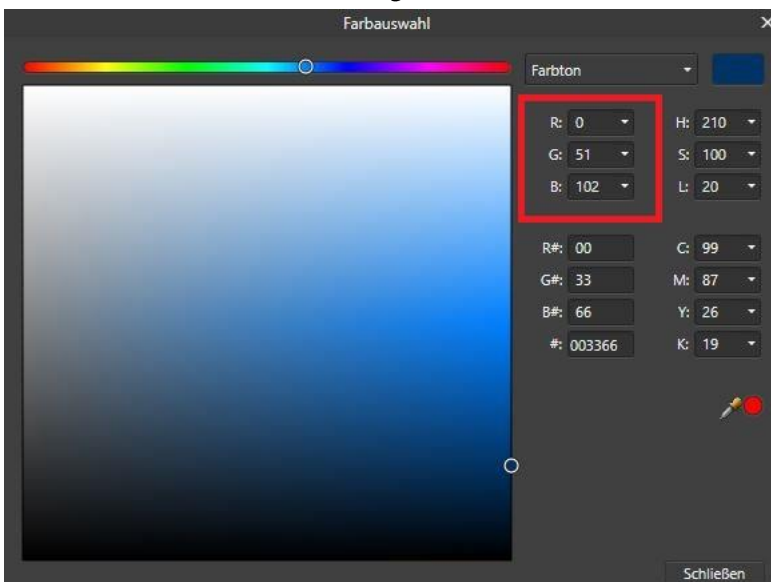 Farbauswahl
Farbton
R: 0 H: 210
G: 51 S: 100
B: 102 L: 20
R#: 00 C: 99
G#: 33 M: 87
B#: 66 Y: 26
#: 003366 K: 19
Schließen